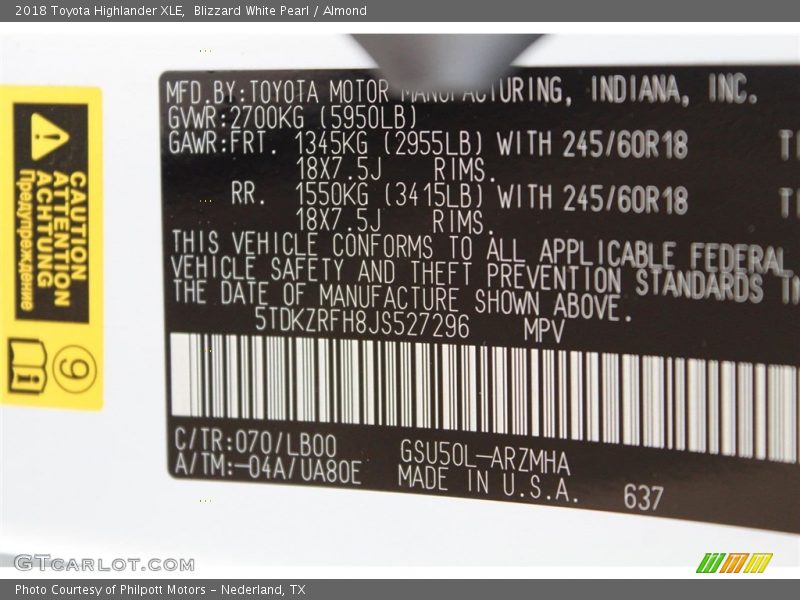 2018 Toyota Highlander XLE,  Blizzard White Pearl / Almond
MFD.BY:TOYOTA MOTOR MANUFACTURING, INDIANA, INC.
GVWR:2700KG (5950LB)
GAWR:FRT. 1345KG (2955LB) WITH 245/60R18
18X7.5J RIMS.
RR. 1550KG (3415LB) WITH 245/60R18
18X7.5J RIMS.
THIS VEHICLE CONFORMS TO ALL APPLICABLE FEDERAL
VEHICLE SAFETY AND THEFT PREVENTION STANDARDS
THE DATE OF MANUFACTURE SHOWN ABOVE.
5TDKZRFH8JS527296 MPV
C/TR:070/LB00 GSU50L-ARZMHA
A/TM:-04A/UA80E MADE IN U.S.A. 637
CAUTION
ATTENTION
ACHTUNG
Предупреждение
9
GTCARLOT.COM
Photo Courtesy of Philpott Motors - Nederland, TX